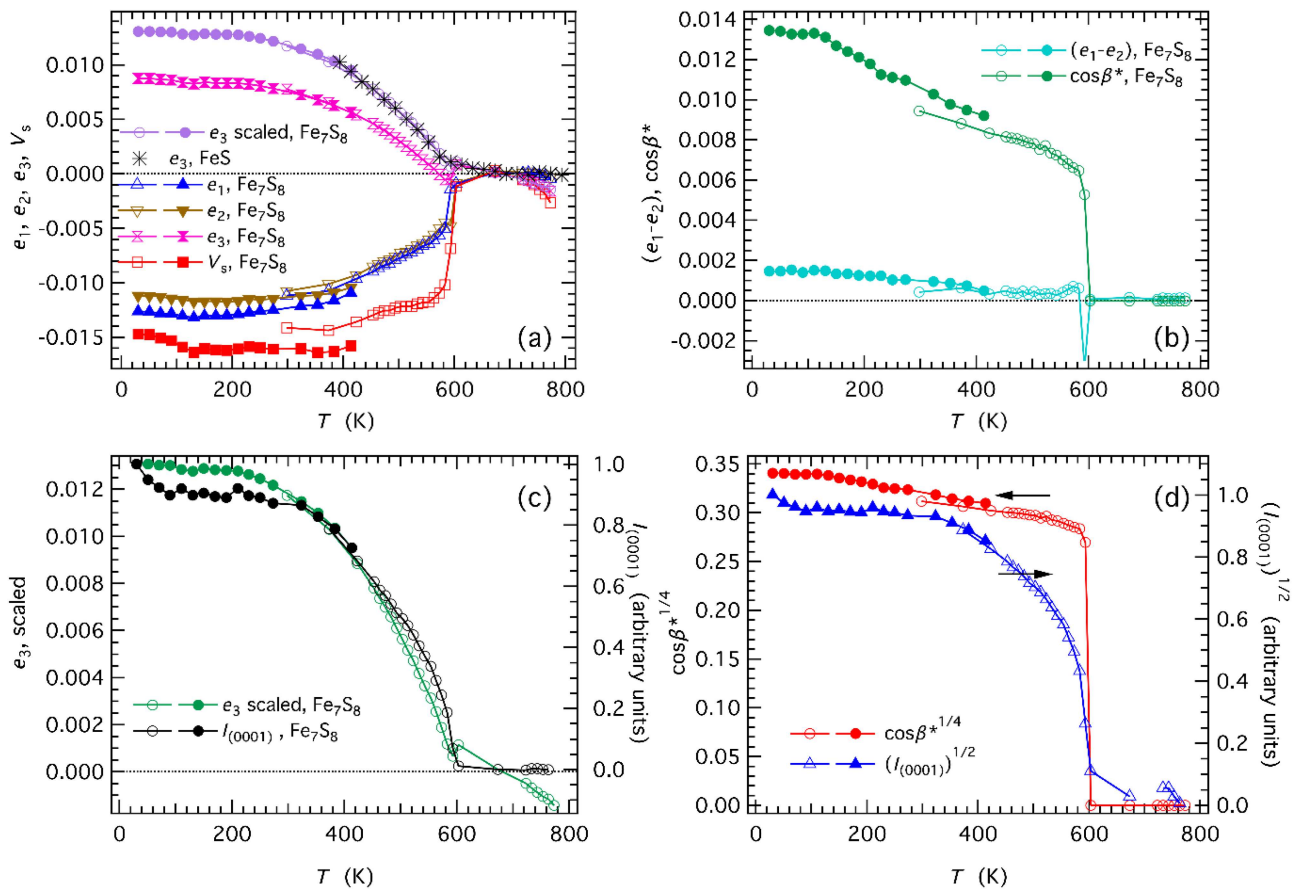 0.010
0.005
0.000
-0.005
-0.010
-0.015
e1, e2, e3, Vs
e3 scaled, Fe7S8
e3, FeS
e1, Fe7S8
e2, Fe7S8
e3, Fe7S8
Vs, Fe7S8
(a)
0 200 400 600 800
T (K)
0.014
0.012
0.010
0.008
0.006
0.004
0.002
0.000
-0.002
(e1-e2), cosβ*
(e1-e2), Fe7S8
cosβ*, Fe7S8
(b)
0 200 400 600 800
T (K)
0.012
0.010
0.008
0.006
0.004
0.002
0.000
e3, scaled
(c)
e3 scaled, Fe7S8
I(0001) , Fe7S8
1.0
0.8
0.6
0.4
0.2
0.0
I(0001) (arbitrary units)
0 200 400 600 800
T (K)
0.35
0.30
0.25
0.20
0.15
0.10
0.05
0.00
cosβ*1/4
(d)
cosβ*1/4
(I(0001))1/2
1.0
0.8
0.6
0.4
0.2
0.0
(I(0001))1/2 (arbitrary units)
0 200 400 600 800
T (K)